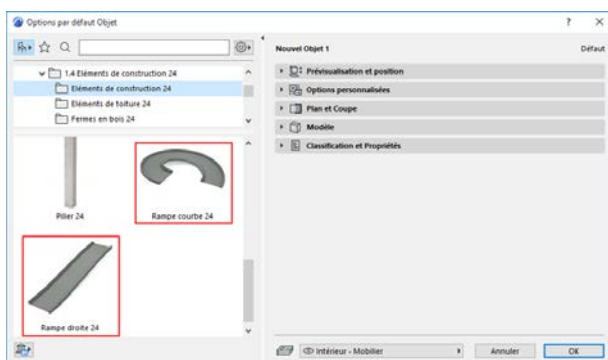 Options par défaut Objet
? ×
1.4 Eléments de construction 24
Eléments de construction 24
Eléments de toiture 24
Fermes en bois 24
Pilier 24
Rampe courbe 24
Rampe droite 24
Nouvel Objet 1
Défaut
Prévisualisation et position
Options personnalisées
Plan et Coupe
Modèle
Classification et Propriétés
Intérieur - Mobilier
Annuler
OK